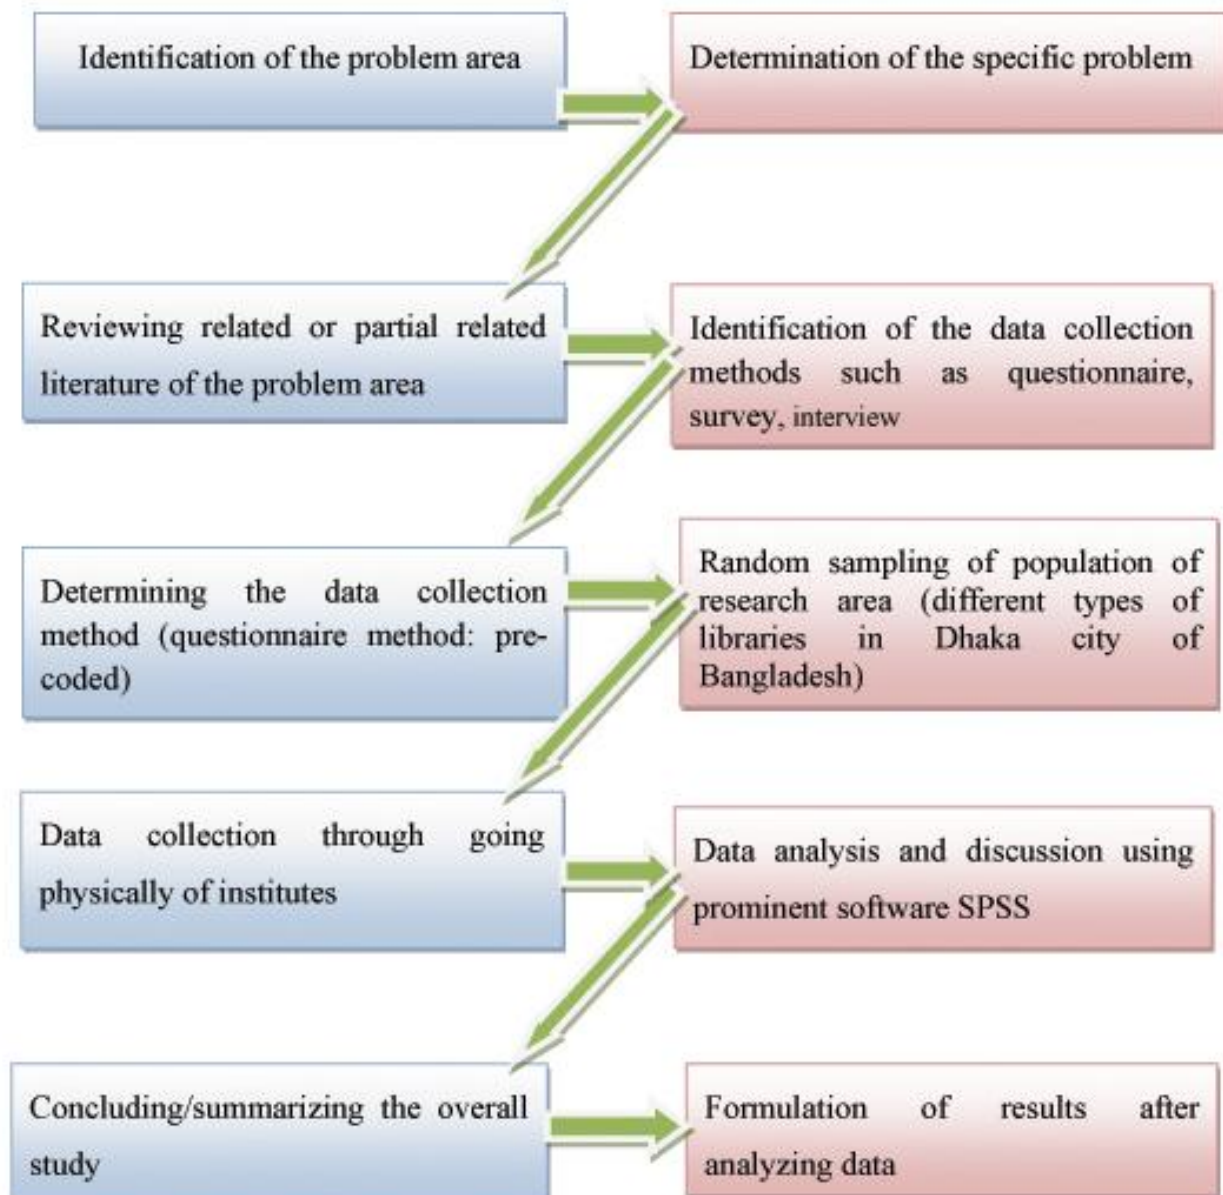 Identification of the problem area
Determination of the specific problem
Reviewing related or partial related
literature of the problem area
Identification of the data collection
methods such as questionnaire,
survey, interview
Determining the data collection
method (questionnaire method: pre-
coded)
Random sampling of population of
research area (different types of
libraries in Dhaka city of
Bangladesh)
Data collection through going
physically of institutes
Data analysis and discussion using
prominent software SPSS
Concluding/summarizing the overall
study
Formulation of results after
analyzing data